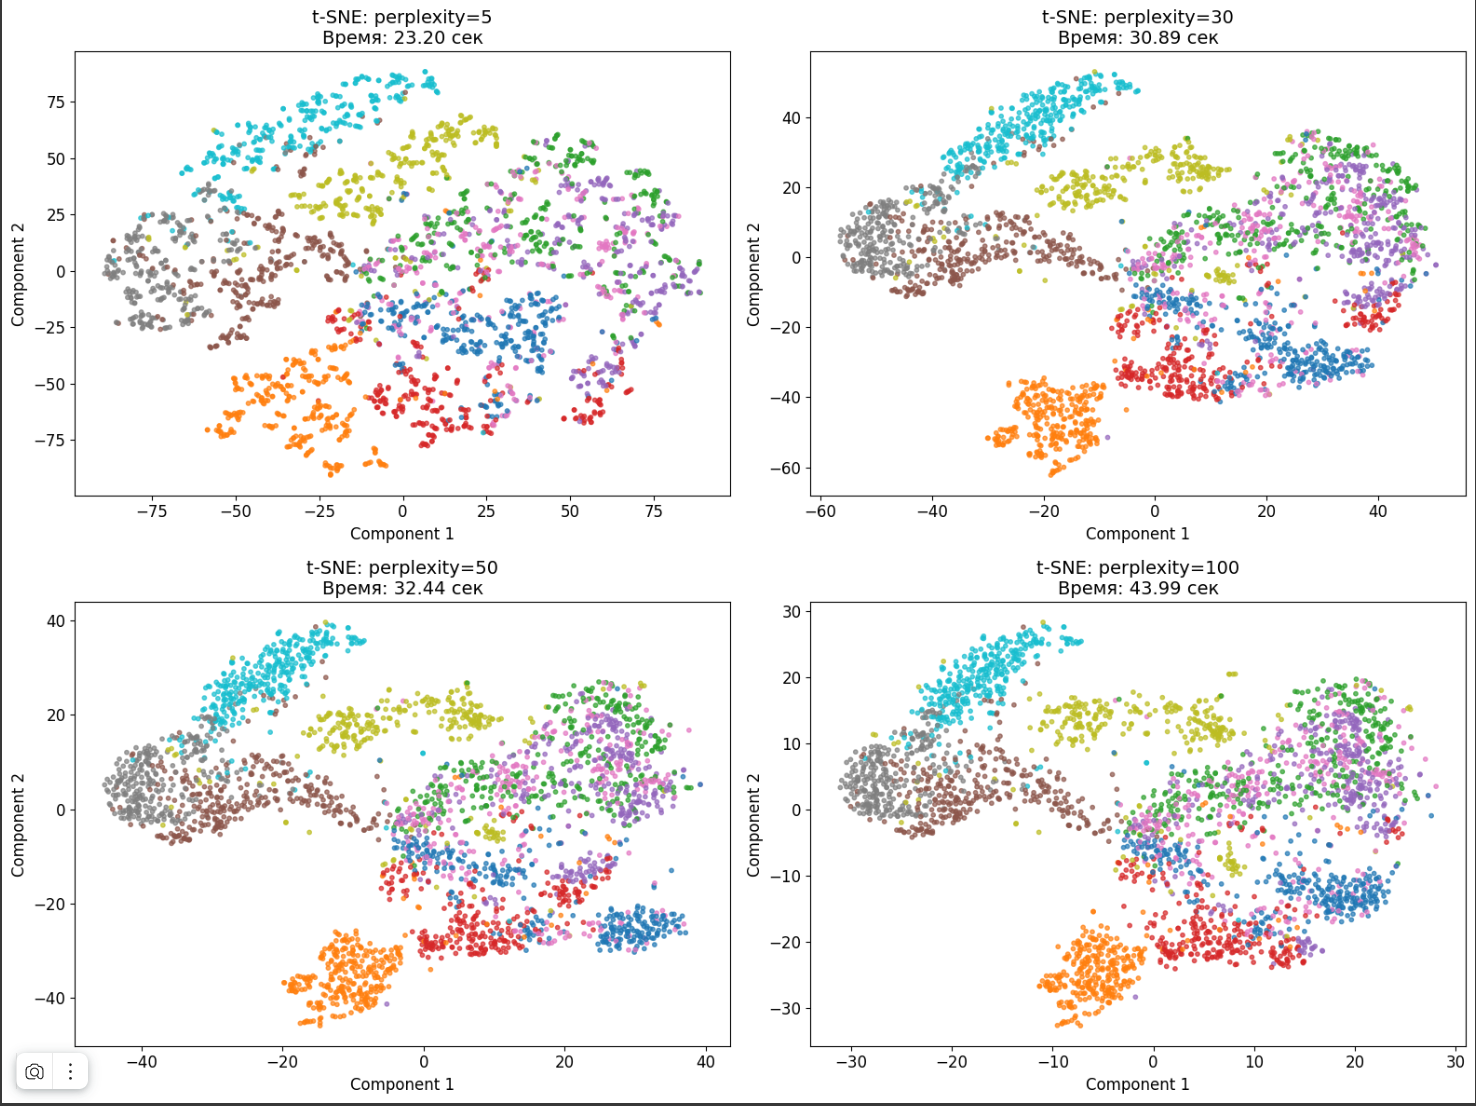 t-SNE: perplexity=5
Время: 23.20 сек
75
50
25
0
−25
−50
−75
Component 2
−75 −50 −25 0 25 50 75
Component 1
t-SNE: perplexity=30
Время: 30.89 сек
40
20
0
−20
−40
−60
Component 2
−60 −40 −20 0 20 40
Component 1
t-SNE: perplexity=50
Время: 32.44 сек
40
20
0
−20
−40
Component 2
−40 −20 0 20 40
Component 1
t-SNE: perplexity=100
Время: 43.99 сек
30
20
10
0
−10
−20
−30
Component 2
−30 −20 −10 0 10 20 30
Component 1